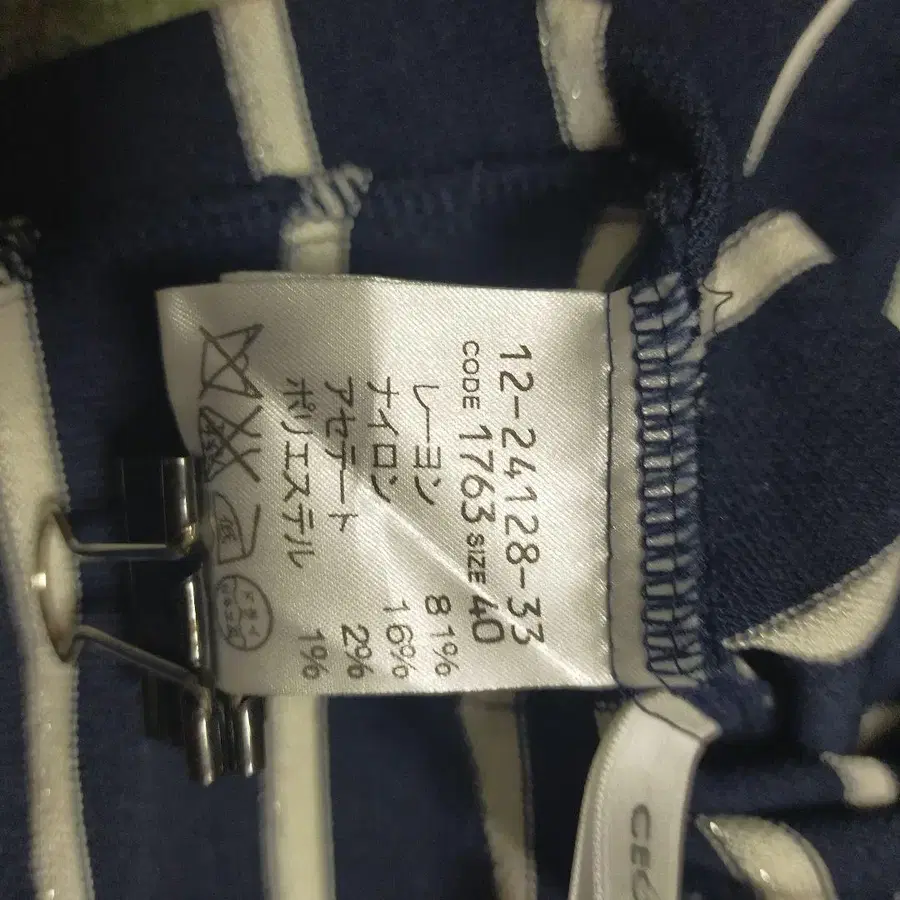 12-24128-33
CODE 1763 SIZE 40
レーヨン 81%
ナイロン 16%
アセテート 2%
ポリエステル 1%
低